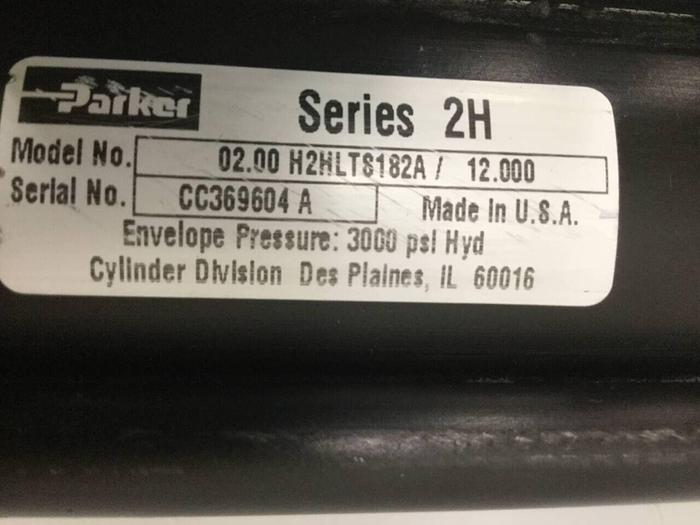 Parker
Series 2H
Model No. 02.00 H2HLTS182A / 12.000
Serial No. CC369604 A
Made In U.S.A.
Envelope Pressure: 3000 psi Hyd
Cylinder Division Des Plaines, IL 60016